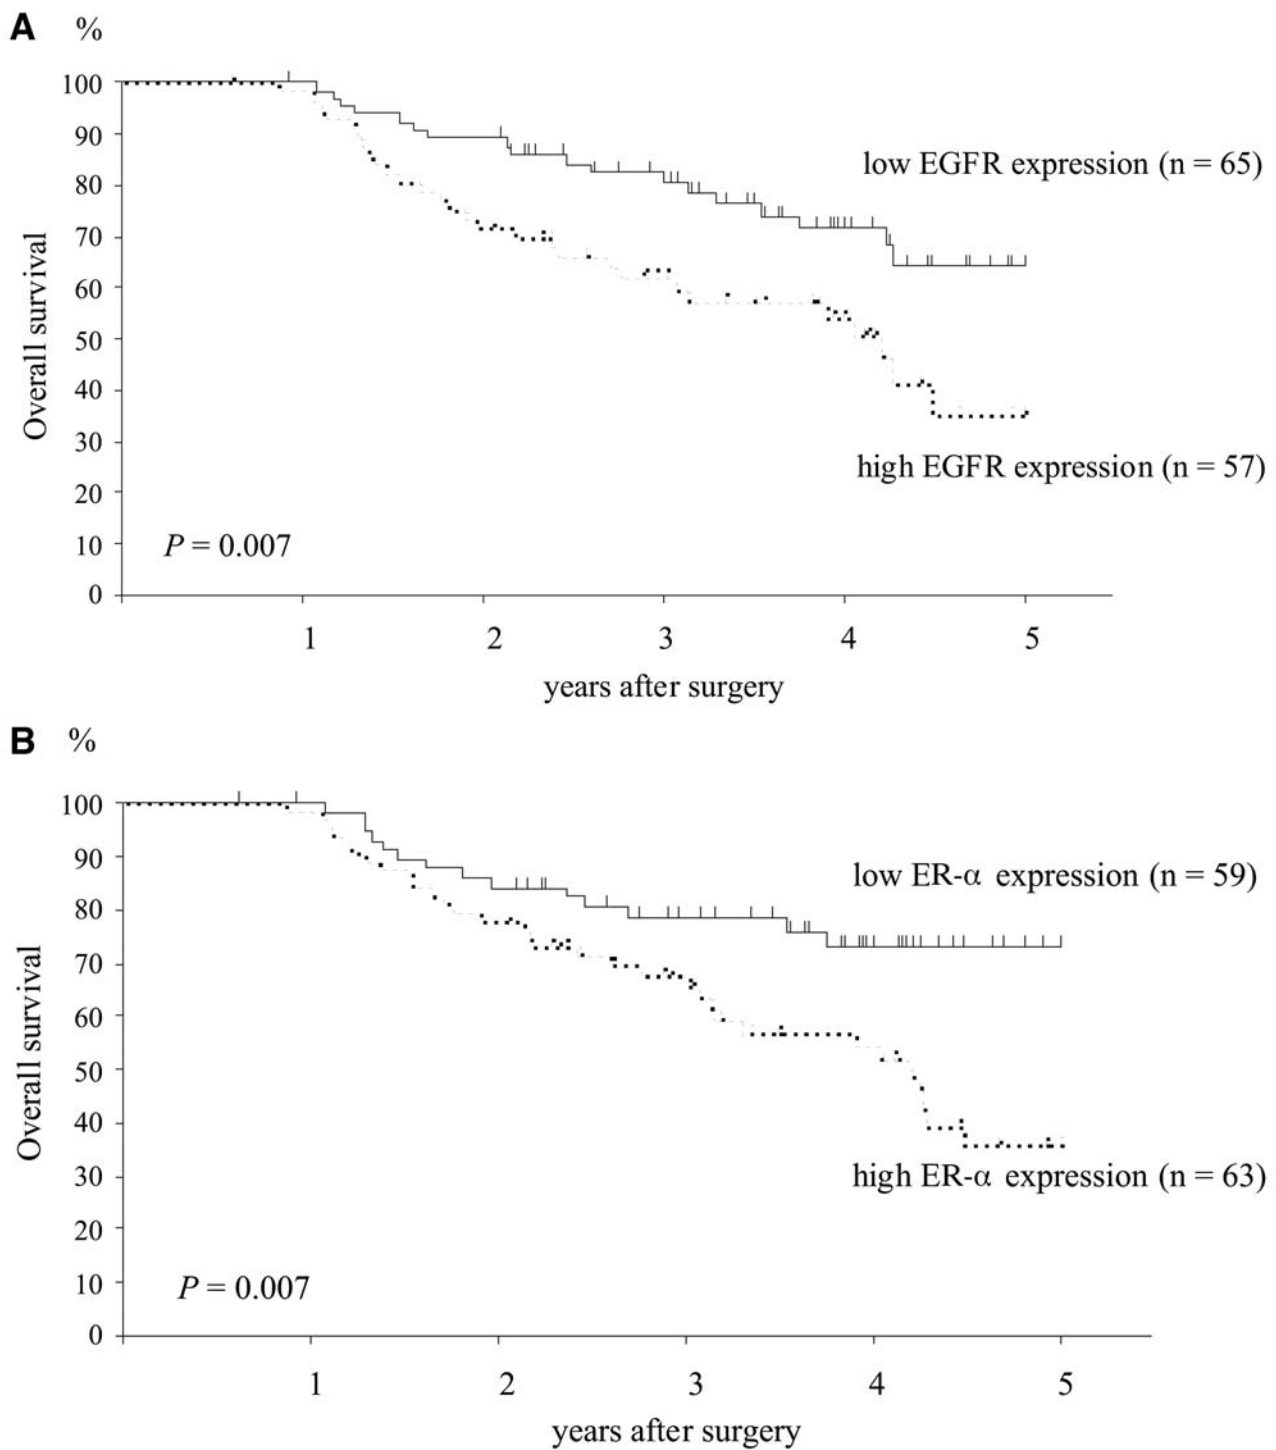 A %
100
90
80
70
60
50
40
30
20
10
0
Overall survival
low EGFR expression (n = 65)
high EGFR expression (n = 57)
P = 0.007
1 2 3 4 5
years after surgery
B %
100
90
80
70
60
50
40
30
20
10
0
Overall survival
low ER-α expression (n = 59)
high ER-α expression (n = 63)
P = 0.007
1 2 3 4 5
years after surgery